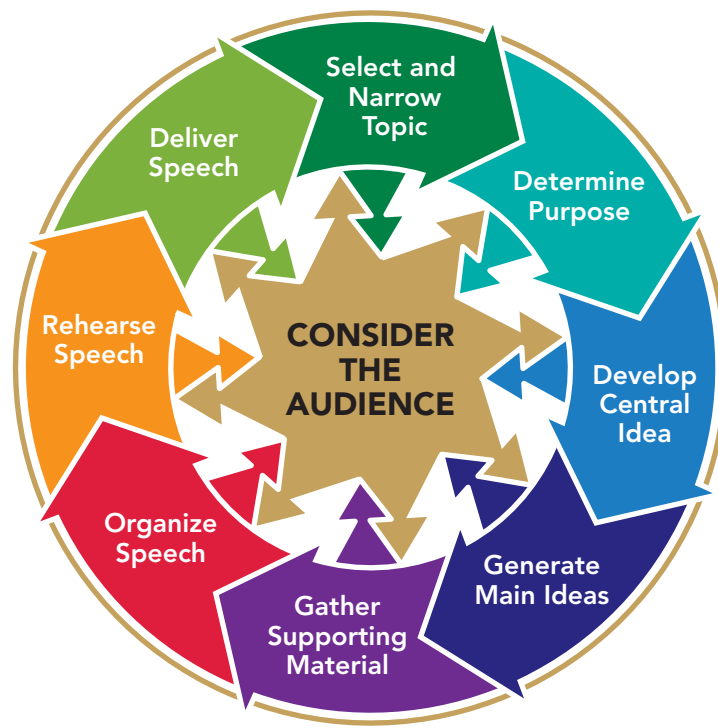 Select and
Narrow
Topic
Determine
Purpose
Develop
Central
Idea
Generate
Main Ideas
Gather
Supporting
Material
Organize
Speech
Rehearse
Speech
Deliver
Speech
CONSIDER
THE
AUDIENCE